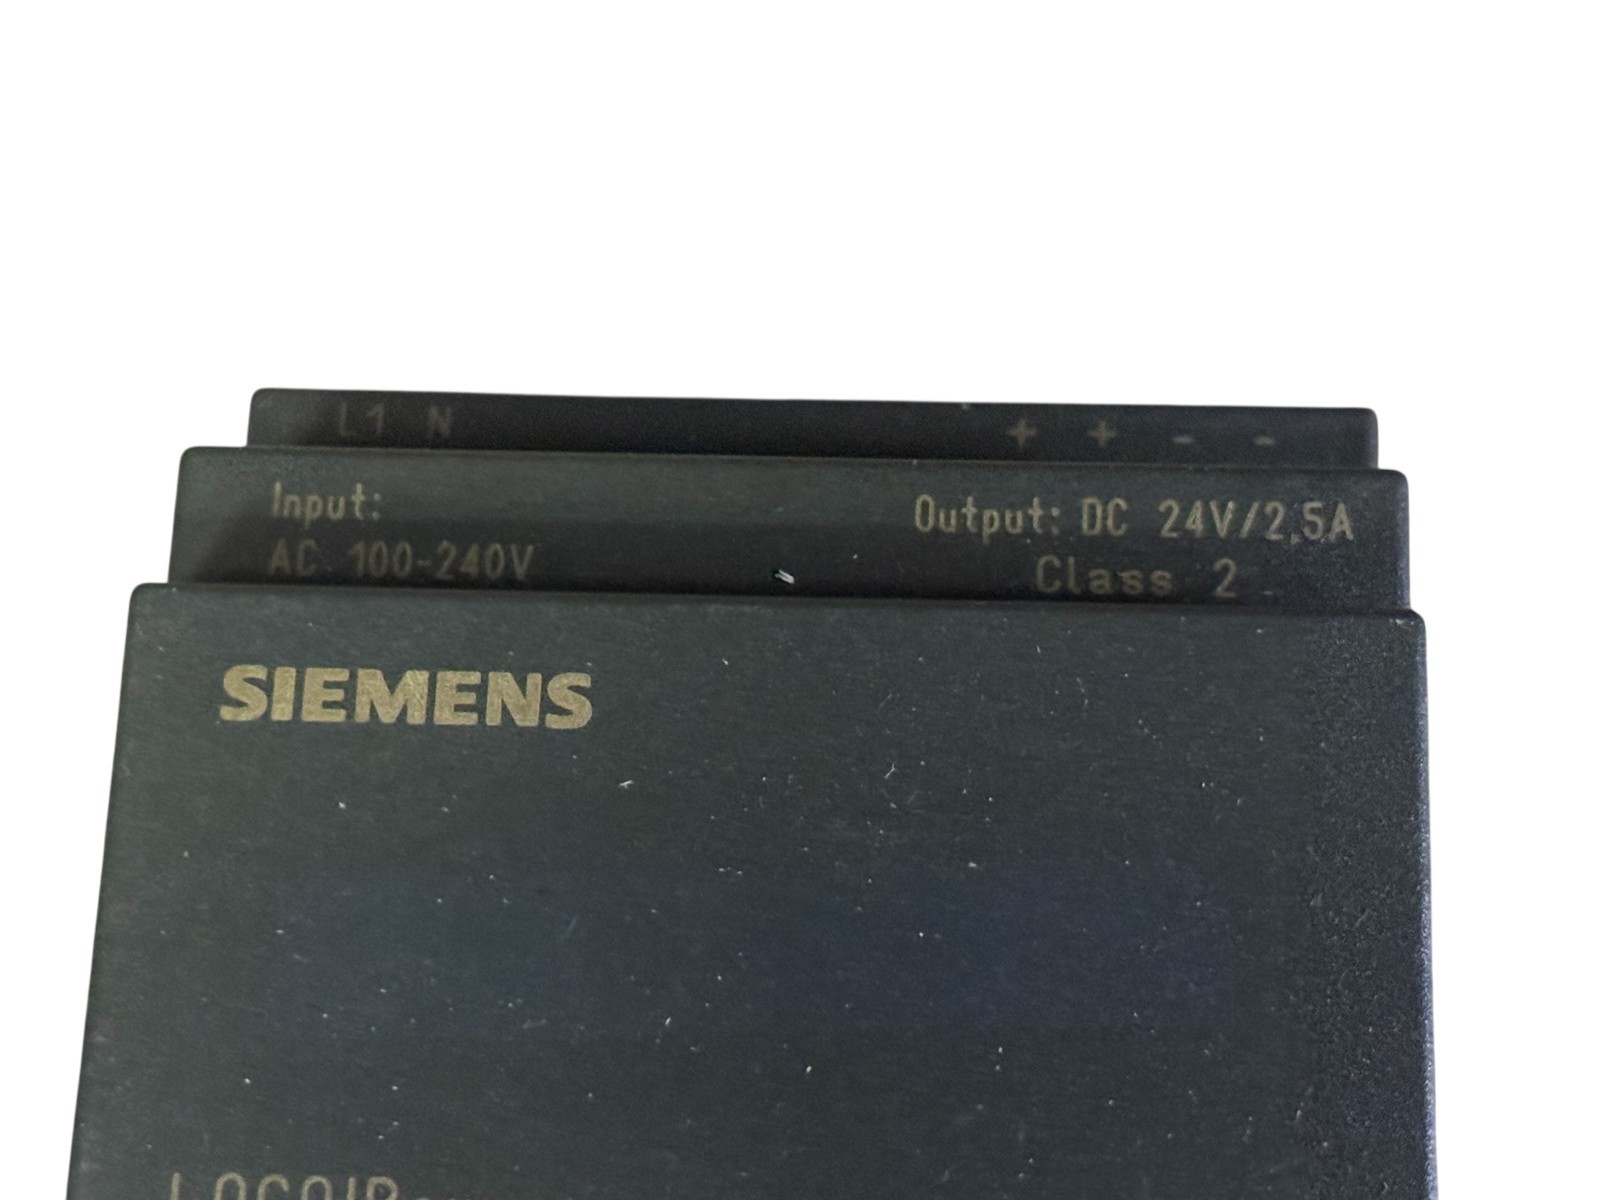 L1 N + + - -
Input: Output: DC 24V/2,5A
AC 100-240V Class 2
SIEMENS